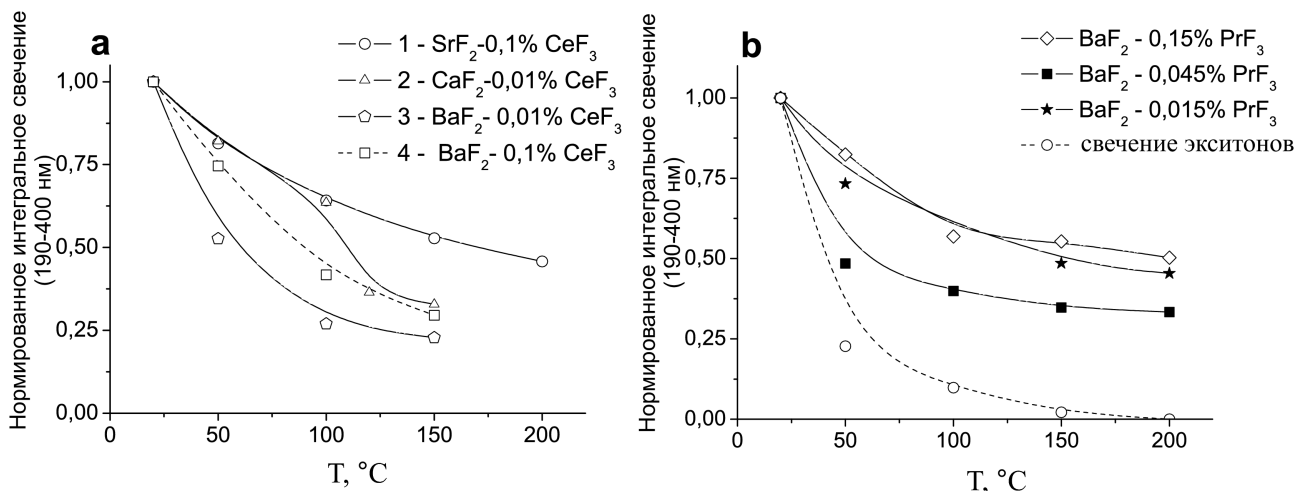 a
1 - SrF2-0,1% CeF3
2 - CaF2-0,01% CeF3
3 - BaF2- 0,01% CeF3
4 - BaF2- 0,1% CeF3
Нормированное интегральное свечение
(190-400 нм)
1,00
0,75
0,50
0,25
0,00
0
50
100
150
200
T, °C
b
BaF2 - 0,15% PrF3
BaF2 - 0,045% PrF3
BaF2 - 0,015% PrF3
свечение экситонов
Нормированное интегральное свечение
(190-400 нм)
1,00
0,75
0,50
0,25
0,00
0
50
100
150
200
T, °C